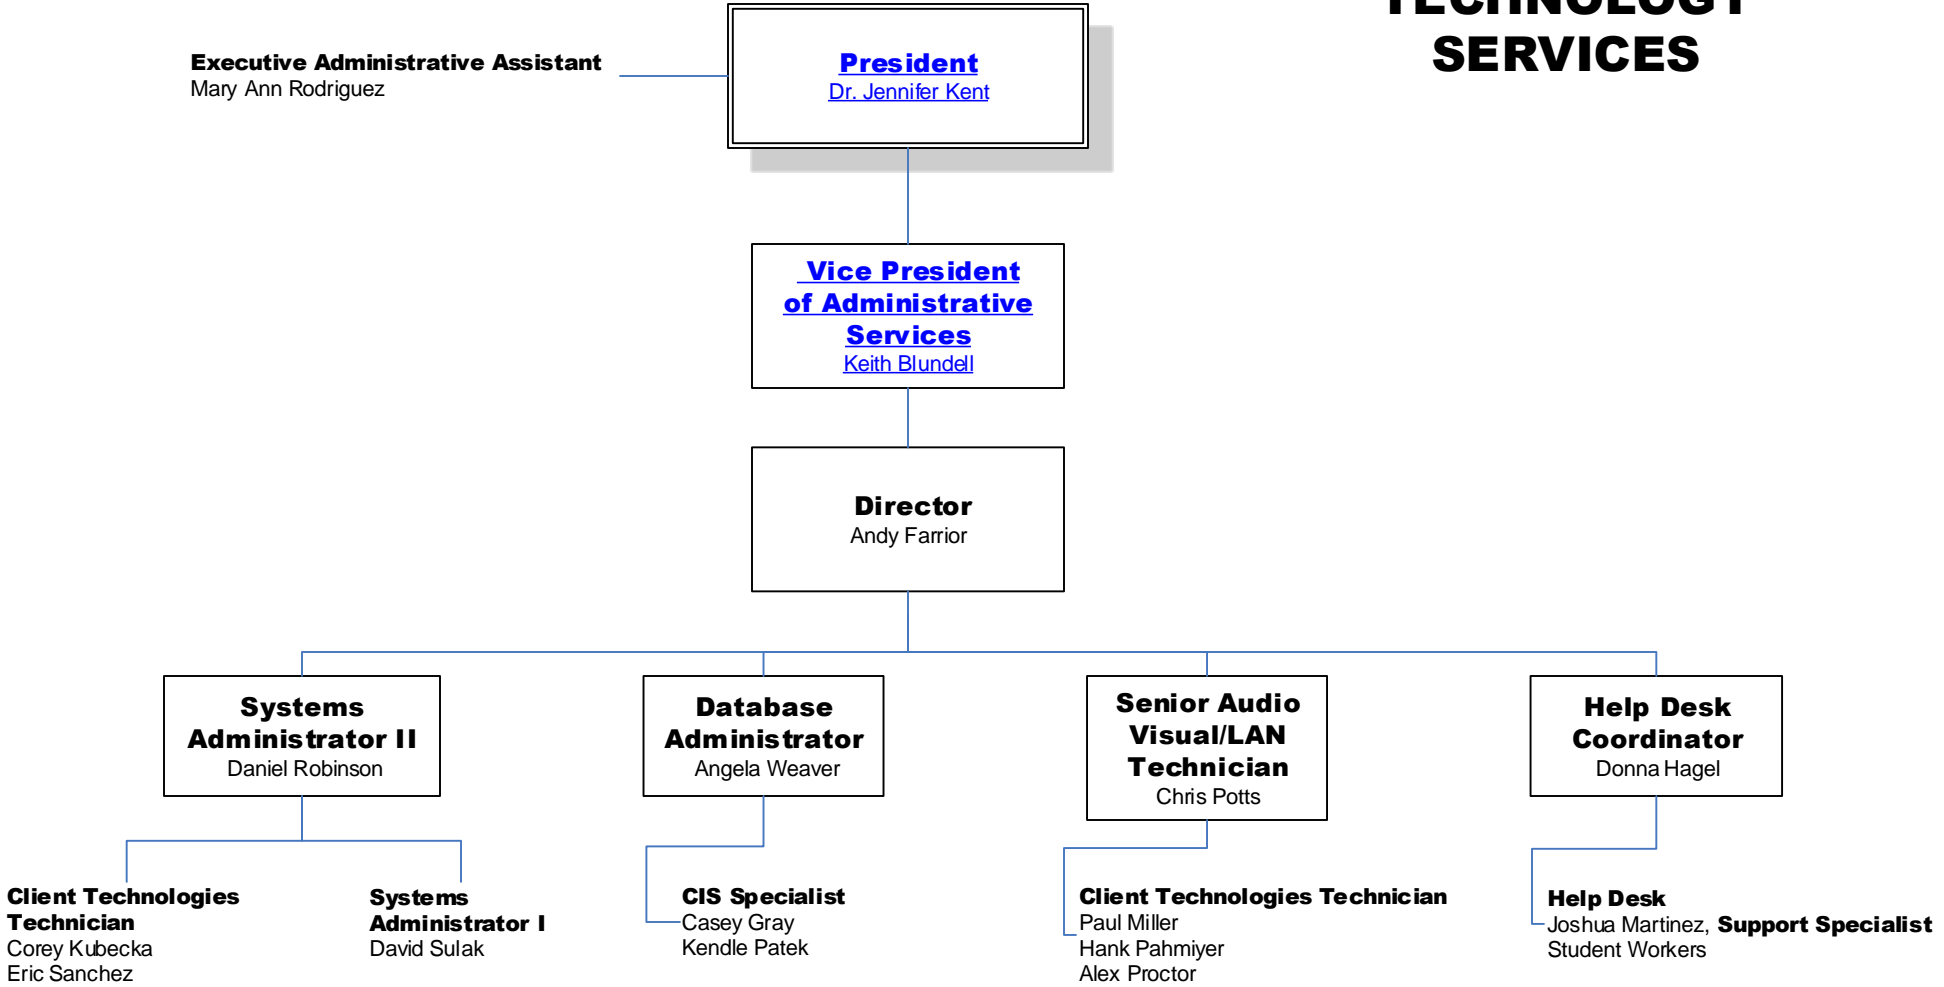 TECHNOLOGY
SERVICES
Executive Administrative Assistant
Mary Ann Rodriguez
President
Dr. Jennifer Kent
Vice President
of Administrative
Services
Keith Blundell
Director
Andy Farrior
Systems
Administrator II
Daniel Robinson
Database
Administrator
Angela Weaver
Senior Audio
Visual/LAN
Technician
Chris Potts
Help Desk
Coordinator
Donna Hagel
Client Technologies
Technician
Corey Kubecka
Eric Sanchez
Systems
Administrator I
David Sulak
CIS Specialist
Casey Gray
Kendle Patek
Client Technologies Technician
Paul Miller
Hank Pahmiyer
Alex Proctor
Help Desk
Joshua Martinez, Support Specialist
Student Workers